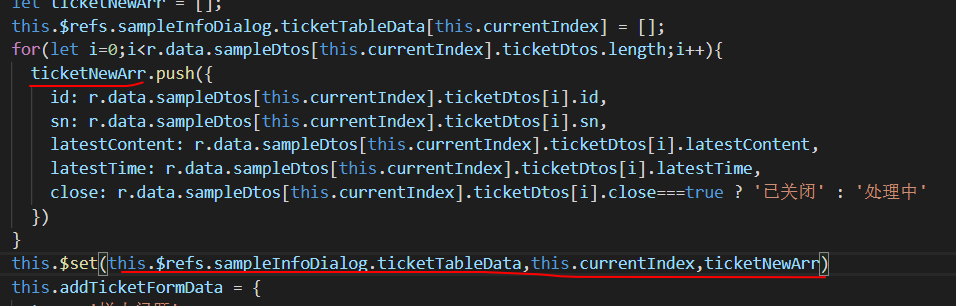 let ticketNewArr = [];
this.$refs.sampleInfoDialog.ticketTableData[this.currentIndex] = [];
for(let i=0;i<r.data.sampleDtos[this.currentIndex].ticketDtos.length;i++){
ticketNewArr.push({
id: r.data.sampleDtos[this.currentIndex].ticketDtos[i].id,
sn: r.data.sampleDtos[this.currentIndex].ticketDtos[i].sn,
latestContent: r.data.sampleDtos[this.currentIndex].ticketDtos[i].latestContent,
latestTime: r.data.sampleDtos[this.currentIndex].ticketDtos[i].latestTime,
close: r.data.sampleDtos[this.currentIndex].ticketDtos[i].close===true ? '已关闭' : '处理中'
})
}
this.$set(this.$refs.sampleInfoDialog.ticketTableData,this.currentIndex,ticketNewArr)
this.addTicketFormData = {